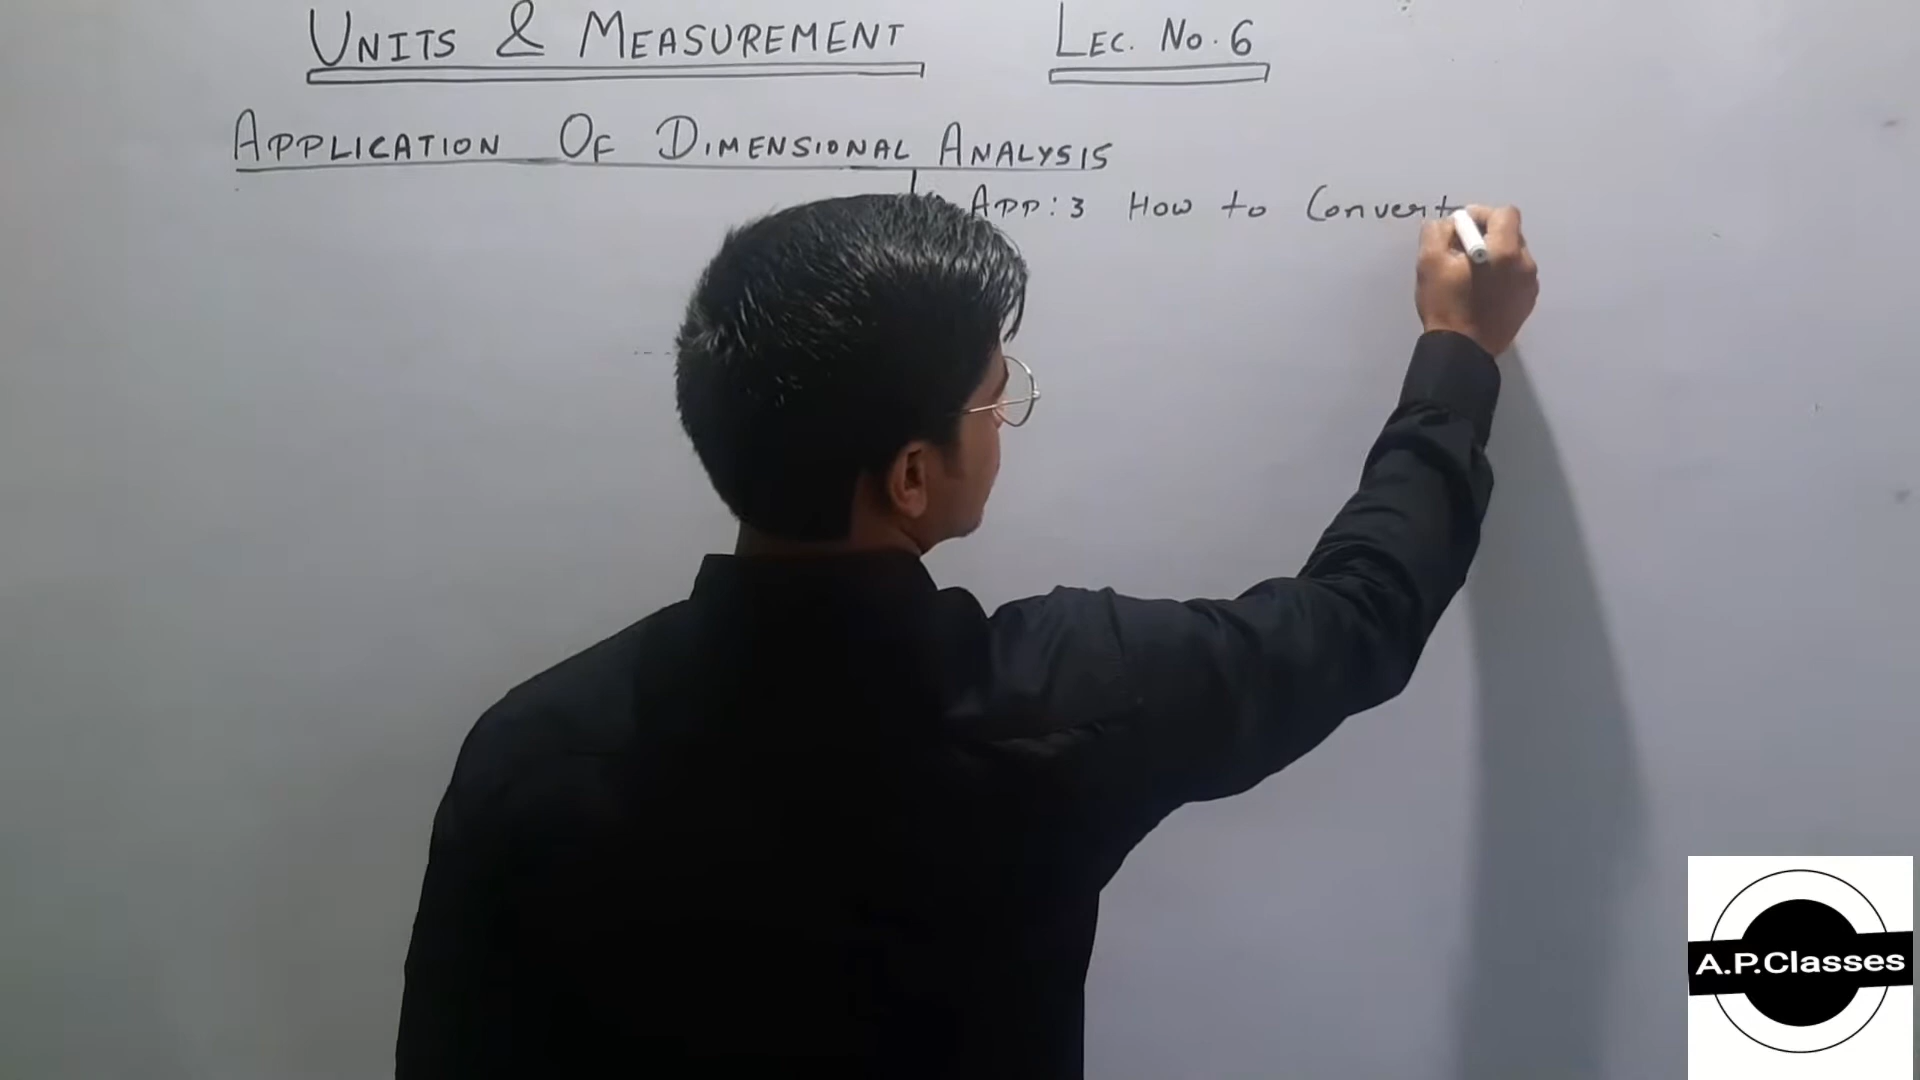 UNITS & MEASUREMENT LEC. No. 6
APPLICATION OF DIMENSIONAL ANALYSIS
APP: 3 How to Convert
A.P.Classes